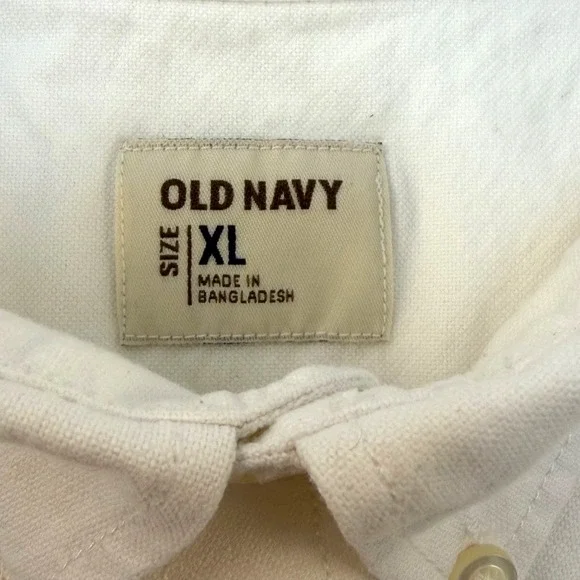 OLD NAVY
SIZE
XL
MADE IN
BANGLADESH